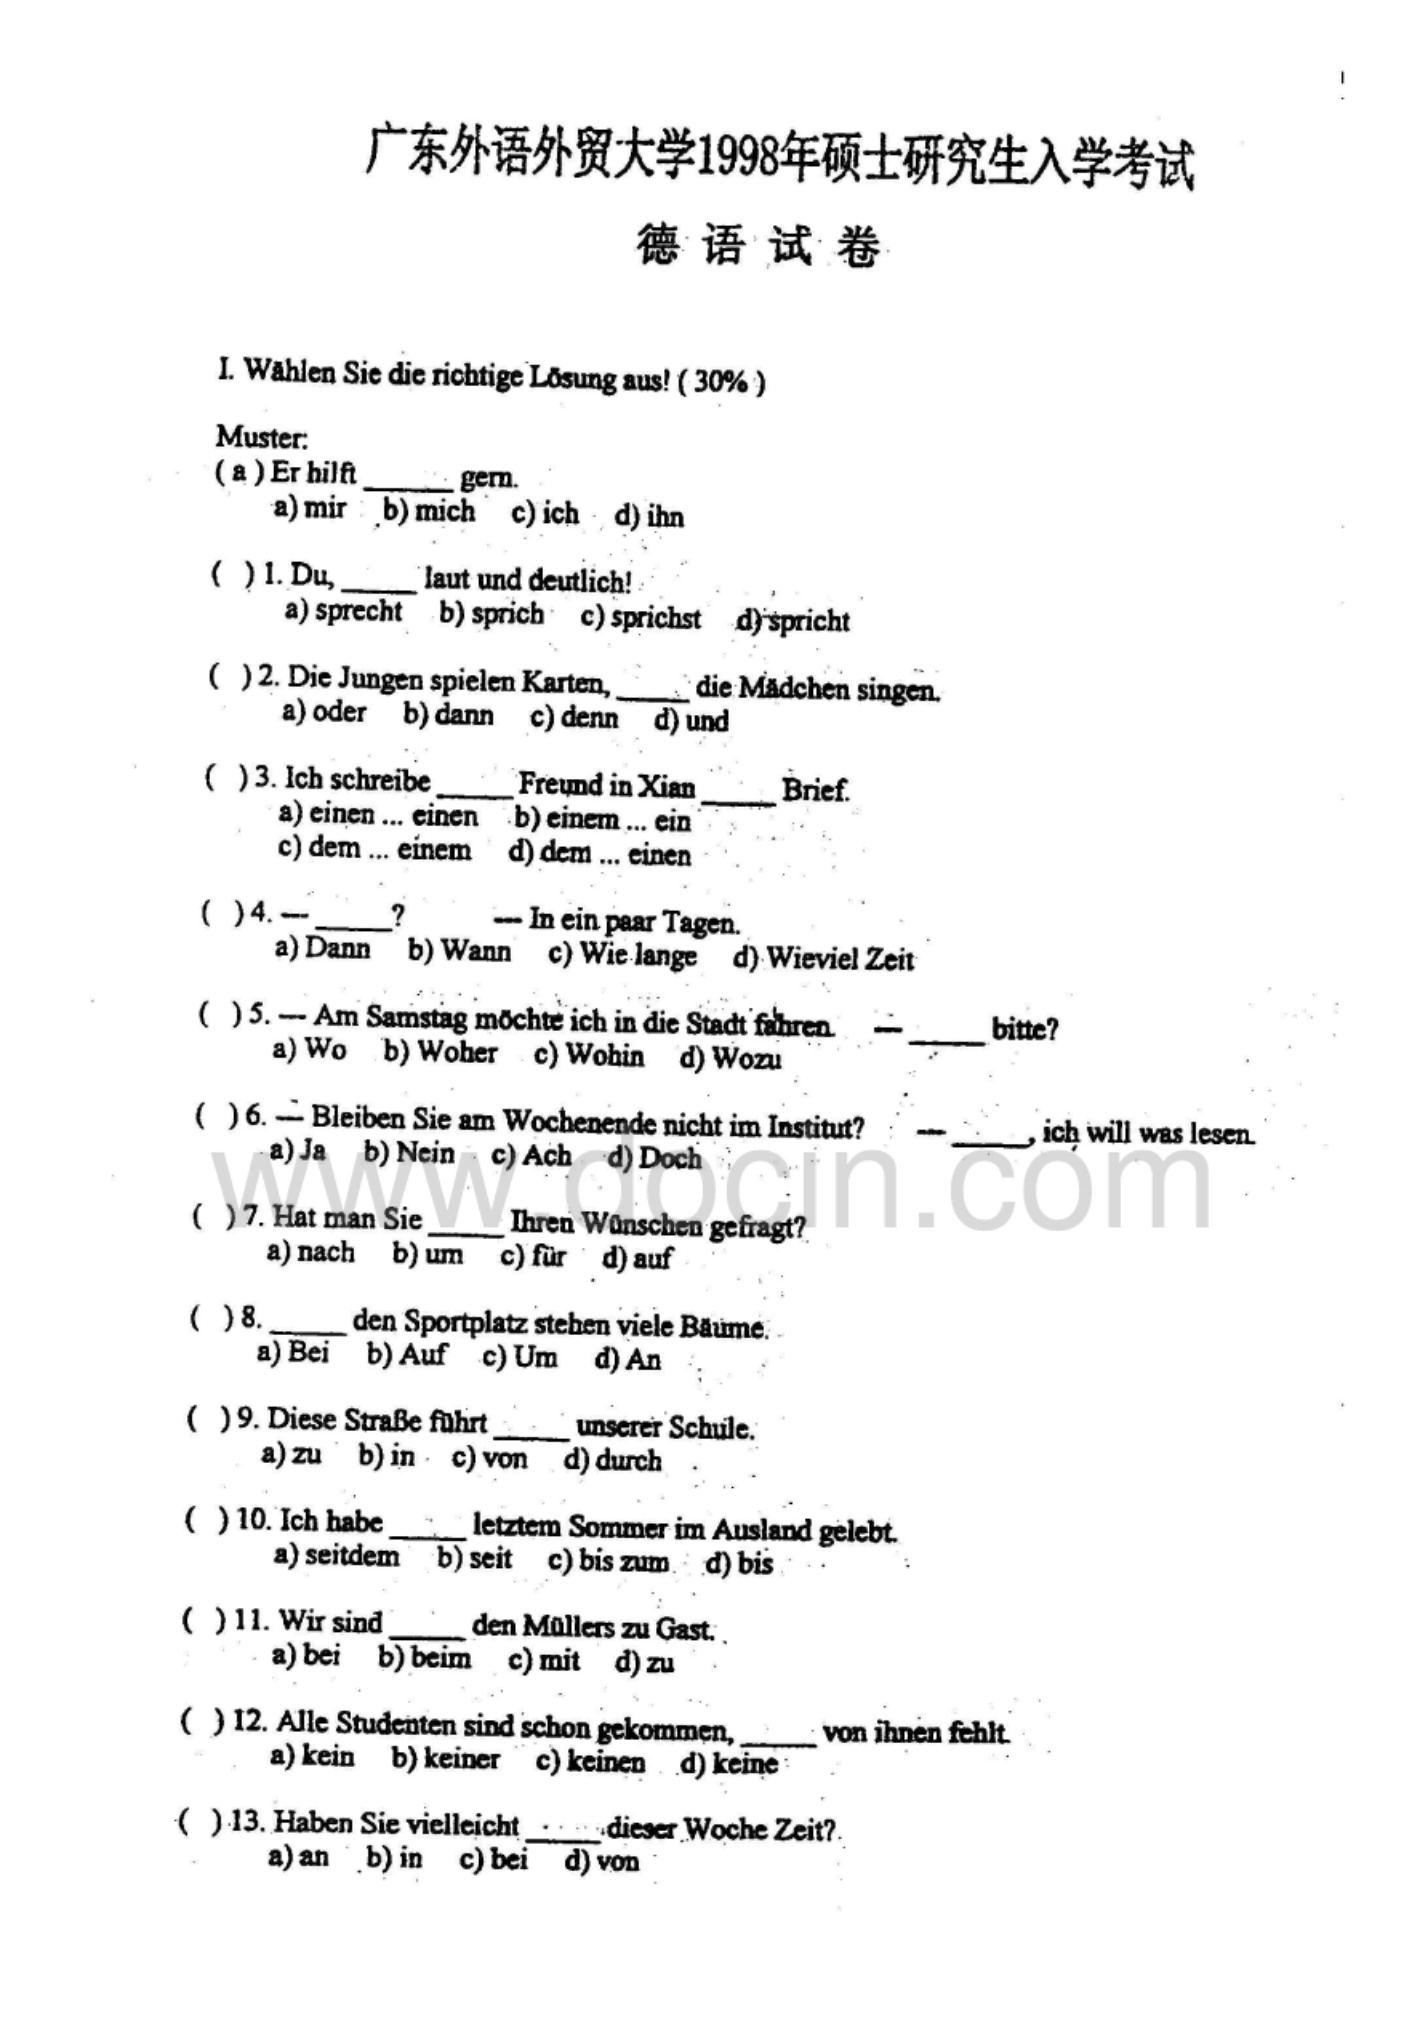 广东外语外贸大学1998年硕士研究生入学考试
德 语 试 卷
I. Wählen Sie die richtige Lösung aus! ( 30% )
Muster:
( a ) Er hilft ______ gern.
a) mir b) mich c) ich d) ihn
( ) 1. Du, _____ laut und deutlich!
a) sprecht b) sprich c) sprichst d) spricht
( ) 2. Die Jungen spielen Karten, _____ die Mädchen singen.
a) oder b) dann c) denn d) und
( ) 3. Ich schreibe _____ Freund in Xian _____ Brief.
a) einen ... einen b) einem ... ein
c) dem ... einem d) dem ... einen
( ) 4. --- _____? --- In ein paar Tagen.
a) Dann b) Wann c) Wie lange d) Wieviel Zeit
( ) 5. --- Am Samstag möchte ich in die Stadt fahren. --- _____ bitte?
a) Wo b) Woher c) Wohin d) Wozu
( ) 6. --- Bleiben Sie am Wochenende nicht im Institut? --- _____, ich will was lesen.
a) Ja b) Nein c) Ach d) Doch
www.docin.com
( ) 7. Hat man Sie _____ Ihren Wünschen gefragt?
a) nach b) um c) für d) auf
( ) 8. _____ den Sportplatz stehen viele Bäume.
a) Bei b) Auf c) Um d) An
( ) 9. Diese Straße führt _____ unserer Schule.
a) zu b) in c) von d) durch
( ) 10. Ich habe _____ letztem Sommer im Ausland gelebt.
a) seitdem b) seit c) bis zum d) bis
( ) 11. Wir sind _____ den Müllers zu Gast.
a) bei b) beim c) mit d) zu
( ) 12. Alle Studenten sind schon gekommen, _____ von ihnen fehlt.
a) kein b) keiner c) keinen d) keine
( ) 13. Haben Sie vielleicht _____ dieser Woche Zeit?
a) an b) in c) bei d) von